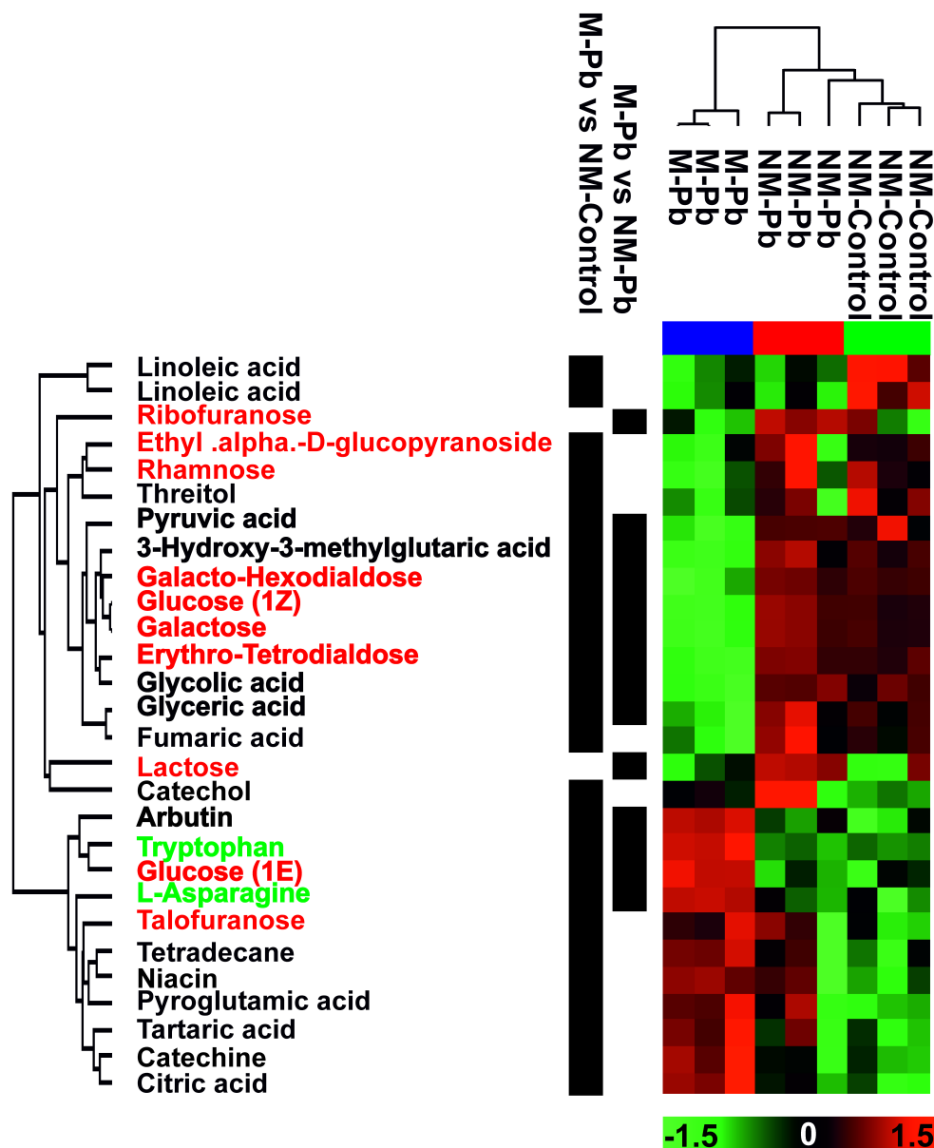 M-Pb vs NM-Control
M-Pb vs NM-Pb
M-Pb
M-Pb
M-Pb
NM-Pb
NM-Pb
NM-Pb
NM-Control
NM-Control
NM-Control
Linoleic acid
Linoleic acid
Ribofuranose
Ethyl .alpha.-D-glucopyranoside
Rhamnose
Threitol
Pyruvic acid
3-Hydroxy-3-methylglutaric acid
Galacto-Hexodialdose
Glucose (1Z)
Galactose
Erythro-Tetrodialdose
Glycolic acid
Glyceric acid
Fumaric acid
Lactose
Catechol
Arbutin
Tryptophan
Glucose (1E)
L-Asparagine
Talofuranose
Tetradecane
Niacin
Pyroglutamic acid
Tartaric acid
Catechine
Citric acid
-1.5 0 1.5